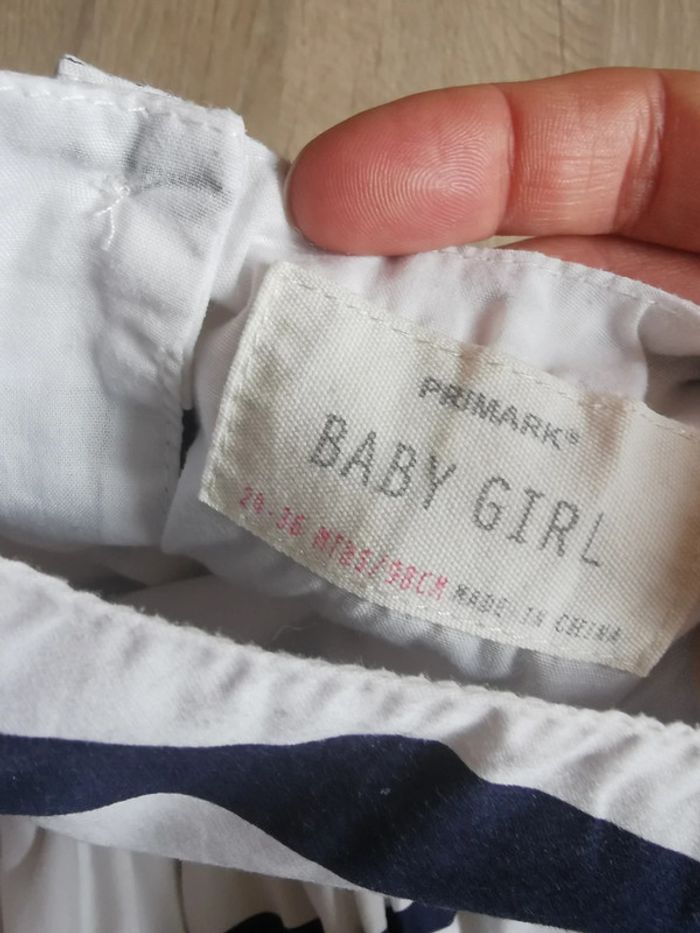 PRIMARK®
BABY GIRL
24-36 MTHS/98CM MADE IN CHINA